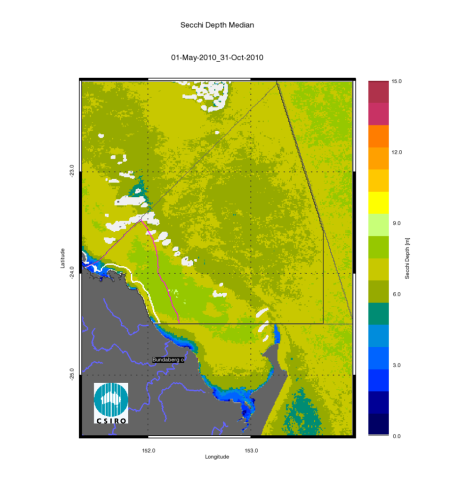 Secchi Depth Median
01-May-2010_31-Oct-2010
15.0
12.0
9.0
6.0
3.0
0.0
Secchi Depth [m]
-23.0
-24.0
-25.0
Latitude
Bundaberg o
CSIRO
152.0
153.0
Longitude